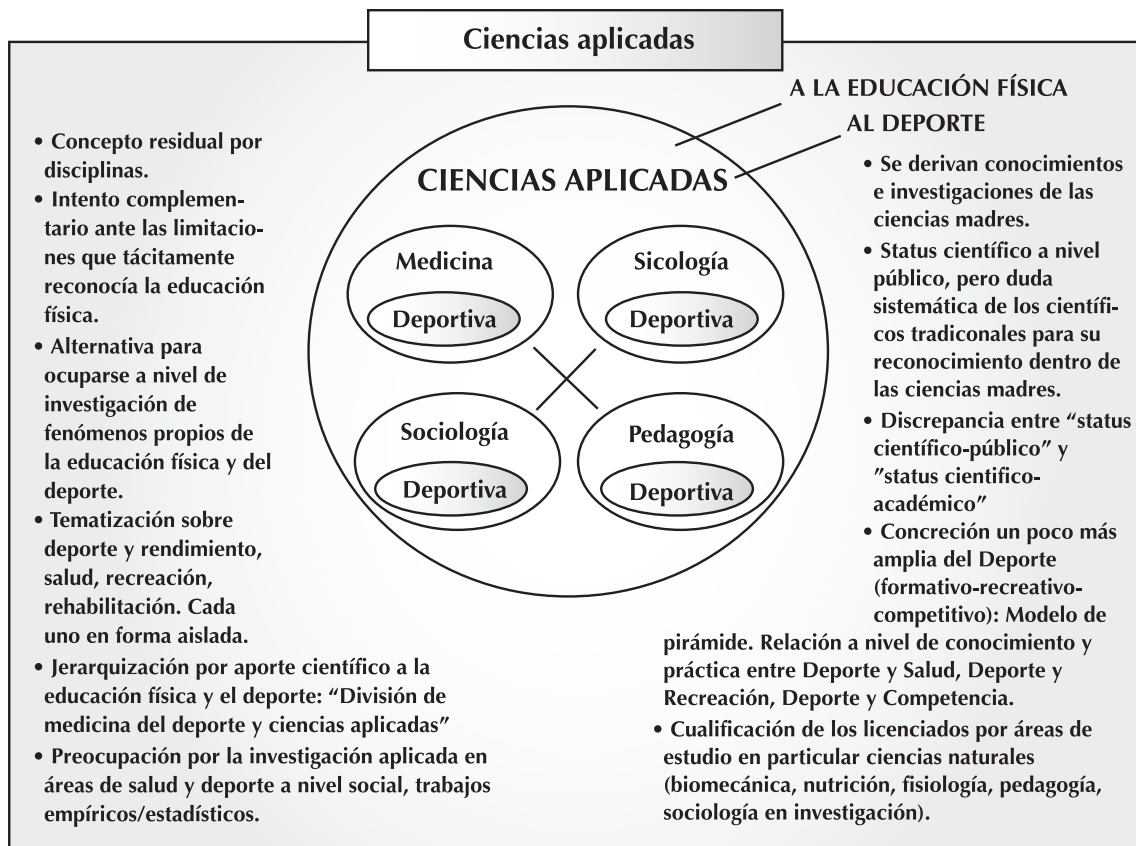 Ciencias aplicadas
A LA EDUCACIÓN FÍSICA
AL DEPORTE
CIENCIAS APLICADAS
Medicina
Deportiva
Sicología
Deportiva
Sociología
Deportiva
Pedagogía
Deportiva
• Concepto residual por
disciplinas.
• Intento complemen-
tario ante las limitacio-
nes que tácitamente
reconocía la educación
física.
• Alternativa para
ocuparse a nivel de
investigación de
fenómenos propios de
la educación física y del
deporte.
• Tematización sobre
deporte y rendimiento,
salud, recreación,
rehabilitación. Cada
uno en forma aislada.
• Jerarquización por aporte científico a la
educación física y el deporte: “División de
medicina del deporte y ciencias aplicadas”
• Preocupación por la investigación aplicada en
áreas de salud y deporte a nivel social, trabajos
empíricos/estadísticos.
• Se derivan conocimientos
e investigaciones de las
ciencias madres.
• Status científico a nivel
público, pero duda
sistemática de los científi-
cos tradiconales para su
reconocimiento dentro de
las ciencias madres.
• Discrepancia entre “status
científico-público” y
”status cientifico-
académico”
• Concreción un poco más
amplia del Deporte
(formativo-recreativo-
competitivo): Modelo de
pirámide. Relación a nivel de conocimiento y
práctica entre Deporte y Salud, Deporte y
Recreación, Deporte y Competencia.
• Cualificación de los licenciados por áreas de
estudio en particular ciencias naturales
(biomecánica, nutrición, fisiología, pedagogía,
sociología en investigación).